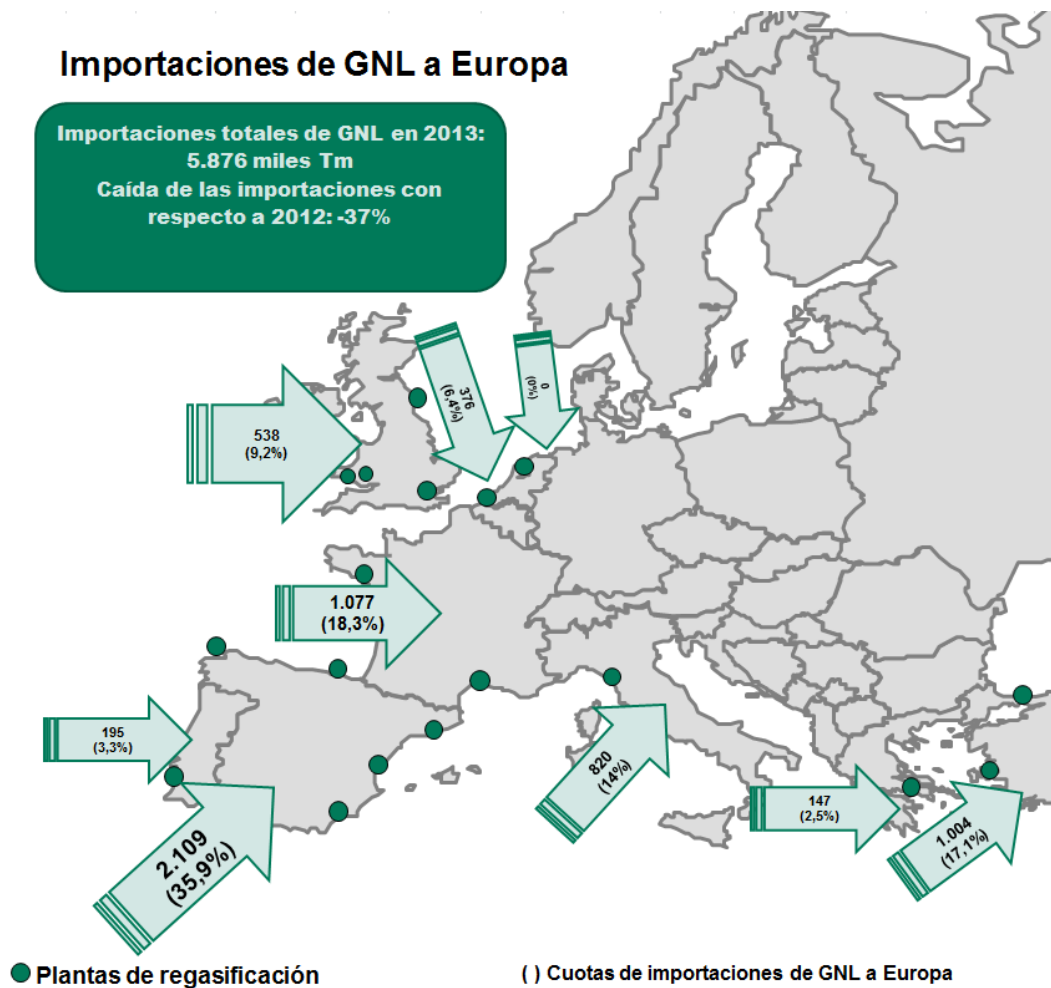 Importaciones de GNL a Europa
Importaciones totales de GNL en 2013:
5.876 miles Tm
Caída de las importaciones con
respecto a 2012: -37%
376
(6,4%)
0
(0%)
538
(9,2%)
1.077
(18,3%)
195
(3,3%)
2.109
(35,9%)
820
(14%)
147
(2,5%)
1.004
(17,1%)
Plantas de regasificación
( ) Cuotas de importaciones de GNL a Europa